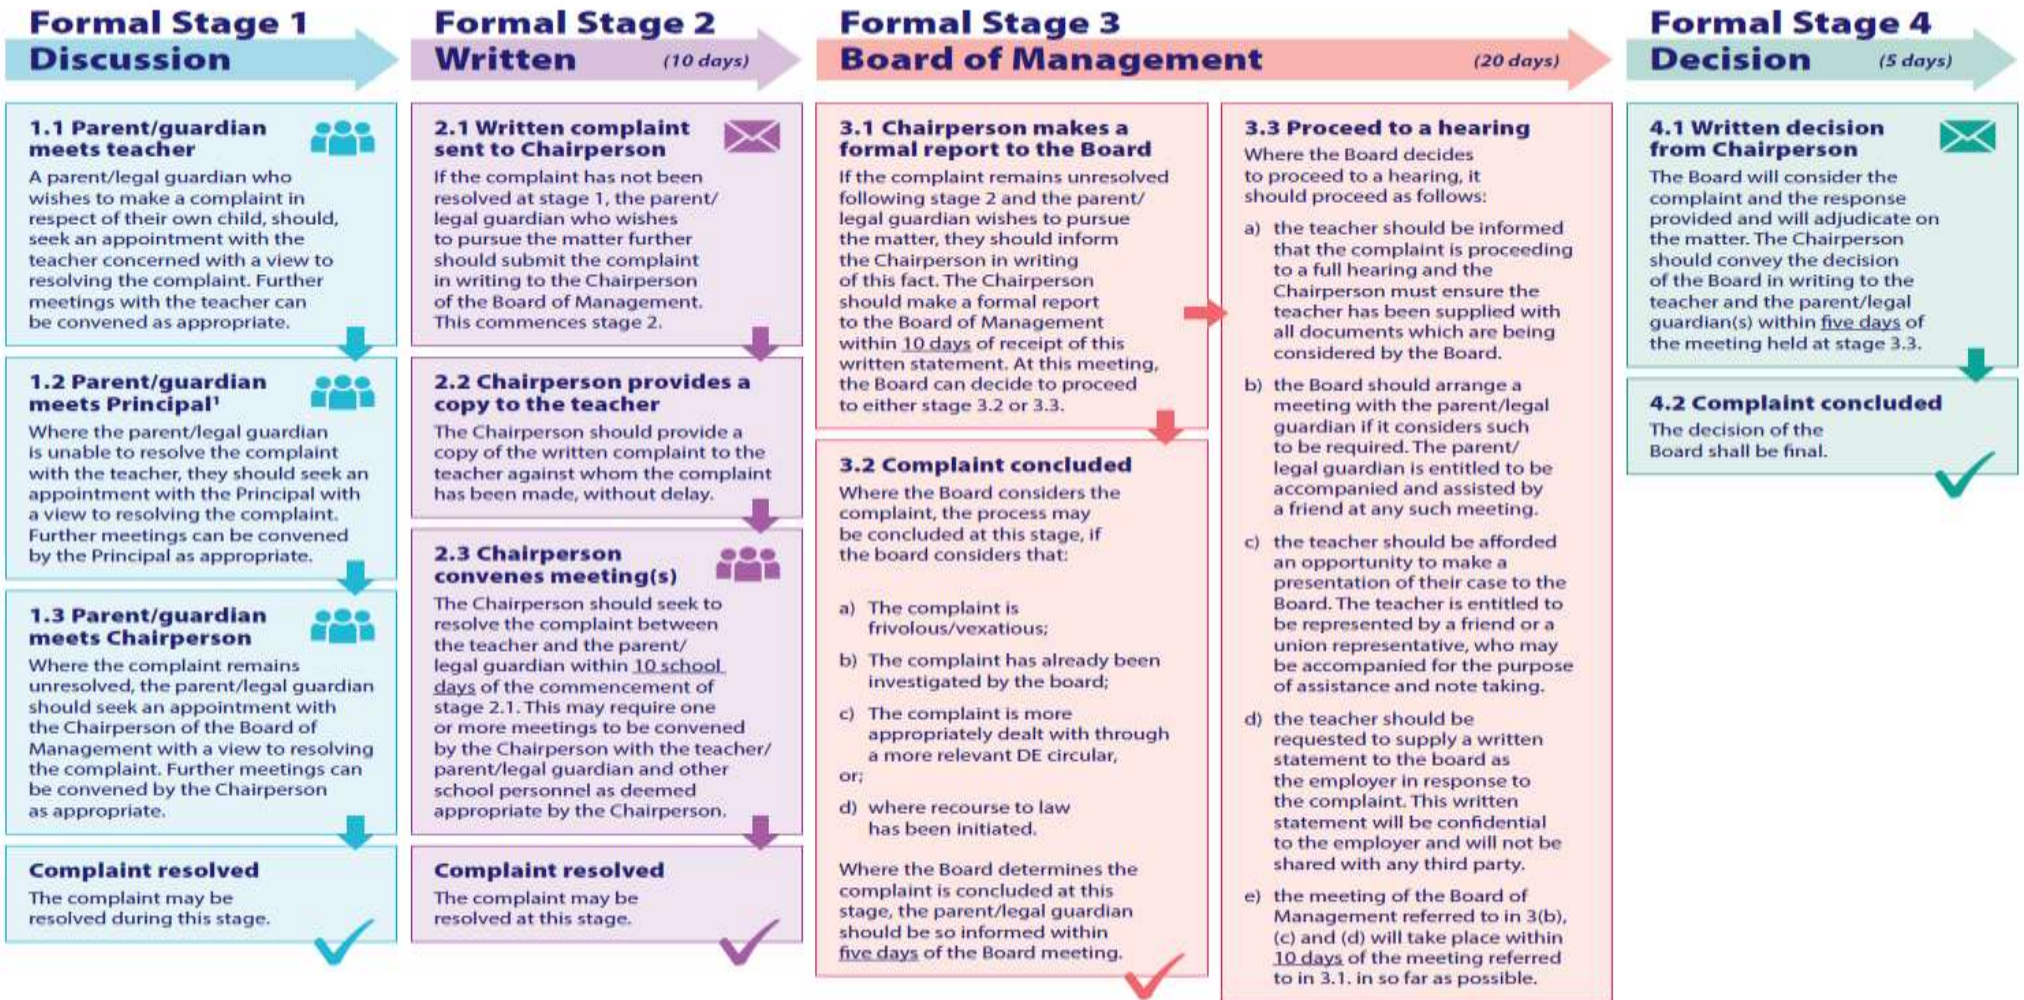 Formal Stage 1
Discussion
1.1 Parent/guardian
meets teacher
A parent/legal guardian who
wishes to make a complaint in
respect of their own child, should,
seek an appointment with the
teacher concerned with a view to
resolving the complaint. Further
meetings with the teacher can
be convened as appropriate.
1.2 Parent/guardian
meets Principal¹
Where the parent/legal guardian
is unable to resolve the complaint
with the teacher, they should seek an
appointment with the Principal with
a view to resolving the complaint.
Further meetings can be convened
by the Principal as appropriate.
1.3 Parent/guardian
meets Chairperson
Where the complaint remains
unresolved, the parent/legal guardian
should seek an appointment with
the Chairperson of the Board of
Management with a view to resolving
the complaint. Further meetings can
be convened by the Chairperson
as appropriate.
Complaint resolved
The complaint may be
resolved during this stage.
Formal Stage 2
Written (10 days)
2.1 Written complaint
sent to Chairperson
If the complaint has not been
resolved at stage 1, the parent/
legal guardian who wishes
to pursue the matter further
should submit the complaint
in writing to the Chairperson
of the Board of Management.
This commences stage 2.
2.2 Chairperson provides a
copy to the teacher
The Chairperson should provide a
copy of the written complaint to the
teacher against whom the complaint
has been made, without delay.
2.3 Chairperson
convenes meeting(s)
The Chairperson should seek to
resolve the complaint between
the teacher and the parent/
legal guardian within 10 school
days of the commencement of
stage 2.1. This may require one
or more meetings to be convened
by the Chairperson with the teacher/
parent/legal guardian and other
school personnel as deemed
appropriate by the Chairperson.
Complaint resolved
The complaint may be
resolved at this stage.
Formal Stage 3
Board of Management (20 days)
3.1 Chairperson makes a
formal report to the Board
If the complaint remains unresolved
following stage 2 and the parent/
legal guardian wishes to pursue
the matter, they should inform
the Chairperson in writing
of this fact. The Chairperson
should make a formal report
to the Board of Management
within 10 days of receipt of this
written statement. At this meeting,
the Board can decide to proceed
to either stage 3.2 or 3.3.
3.2 Complaint concluded
Where the Board considers the
complaint, the process may
be concluded at this stage, if
the board considers that:
a) The complaint is
frivolous/vexatious;
b) The complaint has already been
investigated by the board;
c) The complaint is more
appropriately dealt with through
a more relevant DE circular,
or;
d) where recourse to law
has been initiated.
Where the Board determines the
complaint is concluded at this
stage, the parent/legal guardian
should be so informed within
five days of the Board meeting.
3.3 Proceed to a hearing
Where the Board decides
to proceed to a hearing, it
should proceed as follows:
a) the teacher should be informed
that the complaint is proceeding
to a full hearing and the
Chairperson must ensure the
teacher has been supplied with
all documents which are being
considered by the Board.
b) the Board should arrange a
meeting with the parent/legal
guardian if it considers such
to be required. The parent/
legal guardian is entitled to be
accompanied and assisted by
a friend at any such meeting.
c) the teacher should be afforded
an opportunity to make a
presentation of their case to the
Board. The teacher is entitled to
be represented by a friend or a
union representative, who may
be accompanied for the purpose
of assistance and note taking.
d) the teacher should be
requested to supply a written
statement to the board as
the employer in response to
the complaint. This written
statement will be confidential
to the employer and will not be
shared with any third party.
e) the meeting of the Board of
Management referred to in 3(b),
(c) and (d) will take place within
10 days of the meeting referred
to in 3.1. in so far as possible.
Formal Stage 4
Decision (5 days)
4.1 Written decision
from Chairperson
The Board will consider the
complaint and the response
provided and will adjudicate on
the matter. The Chairperson
should convey the decision
of the Board in writing to the
teacher and the parent/legal
guardian(s) within five days of
the meeting held at stage 3.3.
4.2 Complaint concluded
The decision of the
Board shall be final.